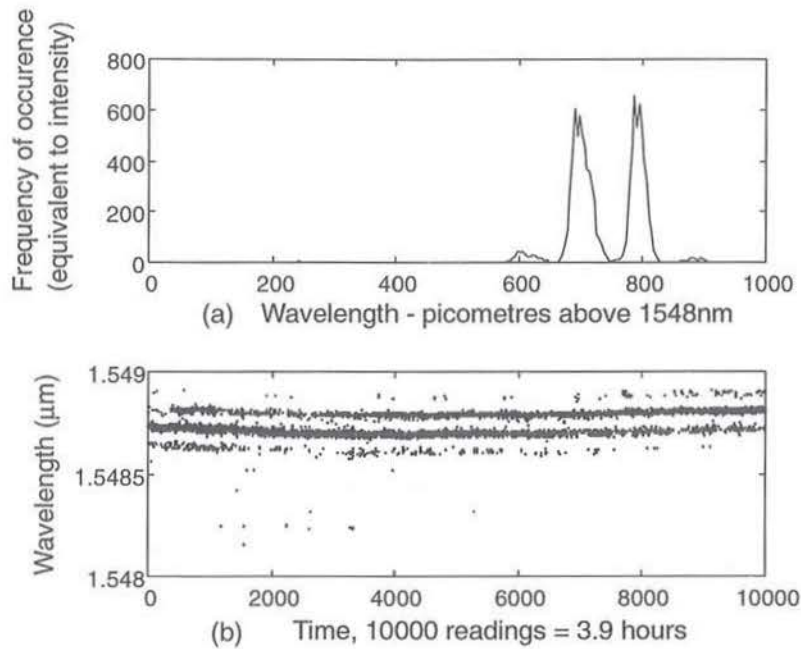 Frequency of occurence
(equivalent to intensity)
800
600
400
200
0
0 200 400 600 800 1000
(a) Wavelength - picometres above 1548nm
Wavelength (μm)
1.549
1.5485
1.548
0 2000 4000 6000 8000 10000
(b) Time, 10000 readings = 3.9 hours